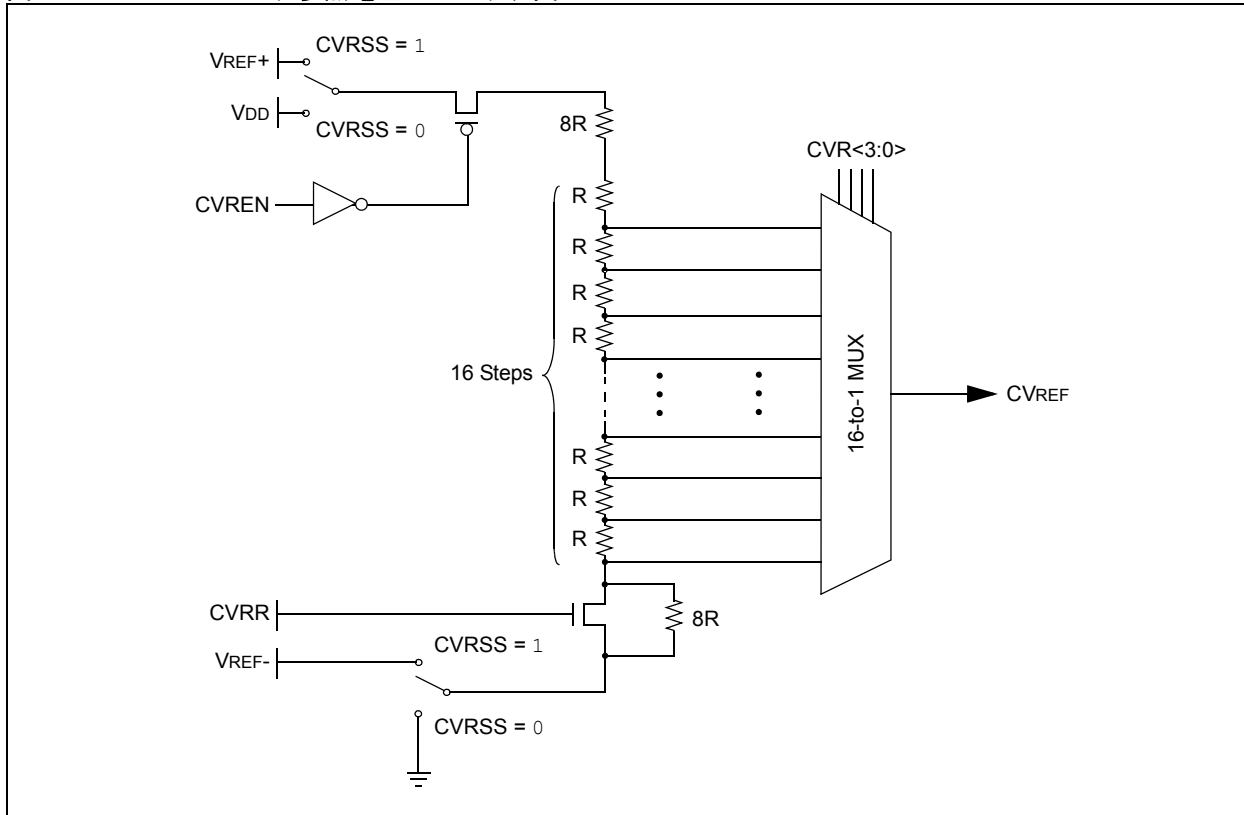 CVRSS = 1
VREF+
VDD
CVRSS = 0
8R
CVREN
CVR<3:0>
R
R
R
R
16 Steps
16-to-1 MUX
CVREF
R
R
R
CVRR
8R
CVRSS = 1
VREF-
CVRSS = 0